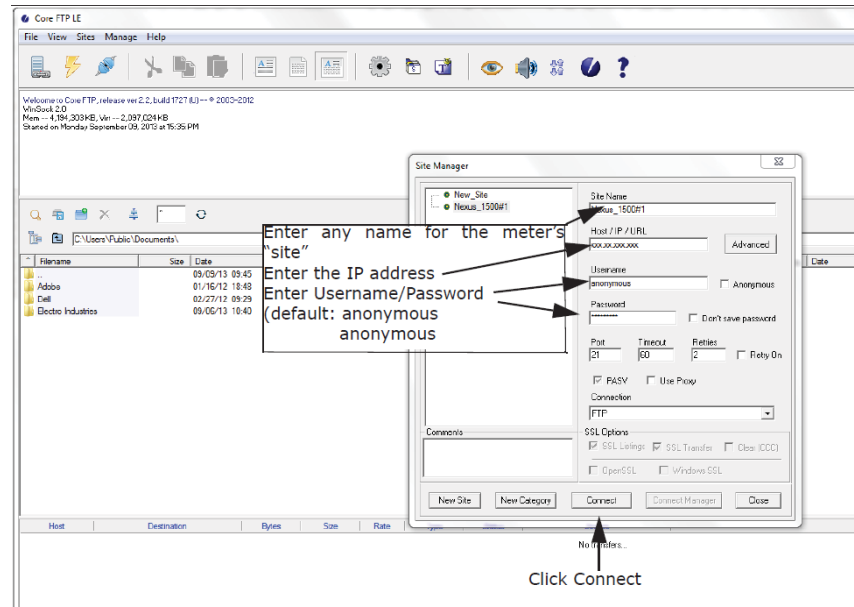 Core FTP LE
File View Sites Manage Help
Welcome to Core FTP, release ver 2.2, build 1727 (U) -- © 2003-2012
WinSock 2.0
Mem -- 4,194,303 KB, Virt -- 2,097,024 KB
Started on Monday September 09, 2013 at 15:35 PM
Site Manager
New_Site
Nexus_1500#1
Site Name
Nexus_1500#1
Host / IP / URL
xxx.xx.xxx.xxx
Advanced
Username
anonymous
Anonymous
Password
*********
Don't save password
Port Timeout Retries
21 60 2 Retry On
PASV Use Proxy
Connection
FTP
Comments
SSL Options
SSL Listings SSL Transfer Clear (CCC)
OpenSSL Windows SSL
New Site New Category Connect Connect Manager Close
Enter any name for the meter's
“site”
Enter the IP address
Enter Username/Password
(default: anonymous
anonymous
C:\Users\Public\Documents\
Filename Size Date
.. 09/09/13 09:45
Adobe 01/16/12 18:48
Dell 02/27/12 09:29
Electro Industries 09/06/13 10:40
Date
Host Destination Bytes Size Rate
No transfers...
Click Connect